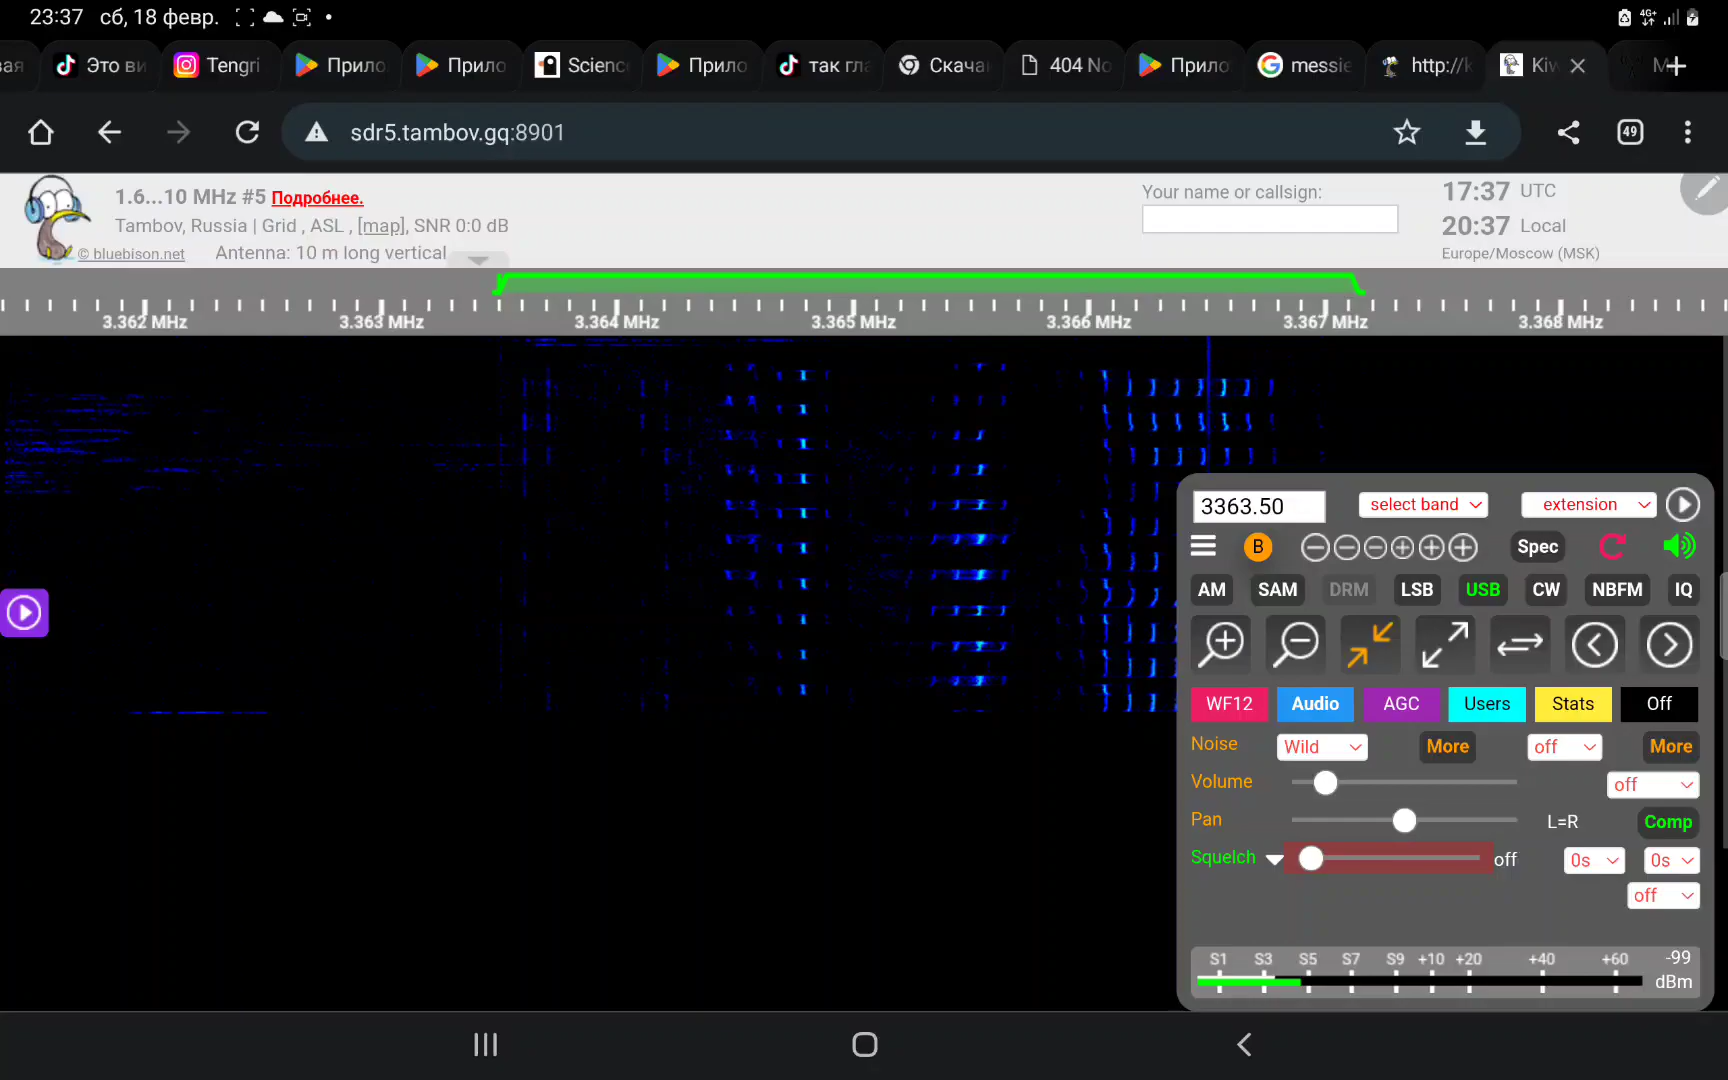 23:37 сб, 18 февр. 4G+
вая Это ви Tengri Прило Прило Scienc Прило так гла Скача 404 No Прило messie http://k Kiw M
sdr5.tambov.gq:8901 49
1.6...10 MHz #5 Подробнее.
Tambov, Russia | Grid , ASL , [map], SNR 0:0 dB
© bluebison.net Antenna: 10 m long vertical
Your name or callsign:
17:37 UTC
20:37 Local
Europe/Moscow (MSK)
3.362 MHz 3.363 MHz 3.364 MHz 3.365 MHz 3.366 MHz 3.367 MHz 3.368 MHz
3363.50 select band extension
B Spec
AM SAM DRM LSB USB CW NBFM IQ
WF12 Audio AGC Users Stats Off
Noise Wild More off More
Volume off
Pan L=R Comp
Squelch off 0s 0s
off
S1 S3 S5 S7 S9 +10 +20 +40 +60 -99
dBm